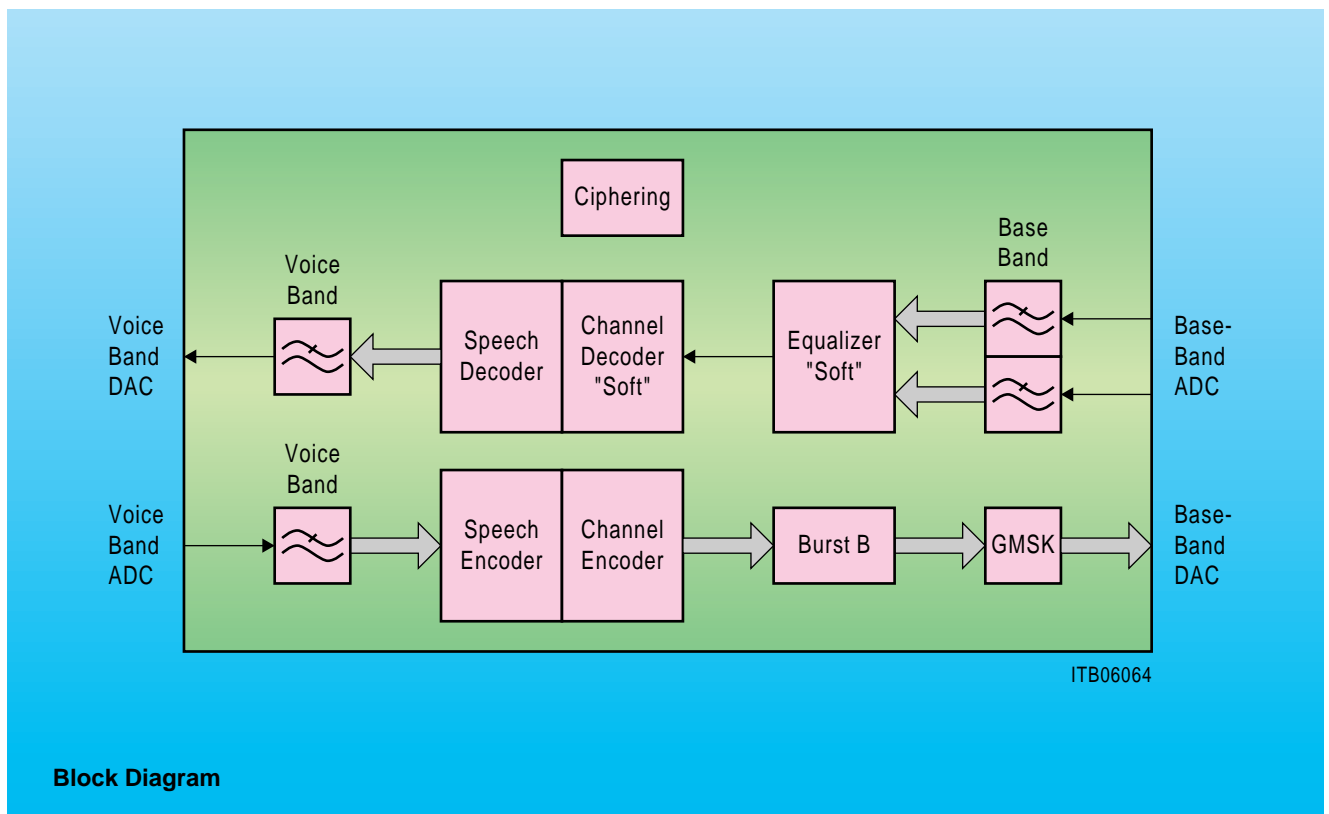 Ciphering
Base
Band
Voice
Band
Voice
Band
DAC
Speech
Decoder
Channel
Decoder
"Soft"
Equalizer
"Soft"
Base-
Band
ADC
Voice
Band
Voice
Band
ADC
Speech
Encoder
Channel
Encoder
Burst B
GMSK
Base-
Band
DAC
ITB06064
Block Diagram